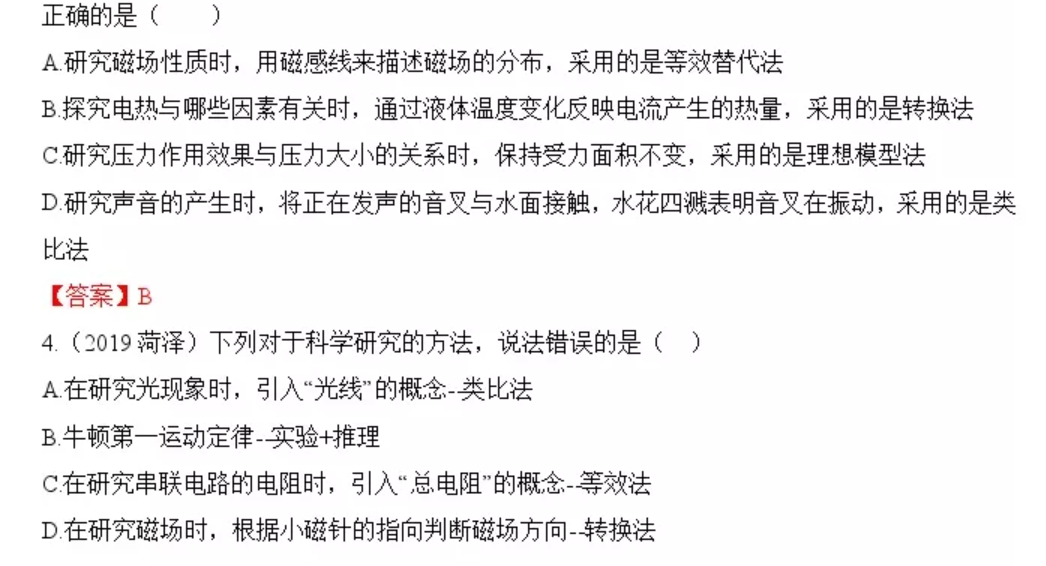 正确的是（　　）
A.研究磁场性质时，用磁感线来描述磁场的分布，采用的是等效替代法
B.探究电热与哪些因素有关时，通过液体温度变化反映电流产生的热量，采用的是转换法
C.研究压力作用效果与压力大小的关系时，保持受力面积不变，采用的是理想模型法
D.研究声音的产生时，将正在发声的音叉与水面接触，水花四溅表明音叉在振动，采用的是类
比法
【答案】B
4.（2019菏泽）下列对于科学研究的方法，说法错误的是（　）
A.在研究光现象时，引入“光线”的概念--类比法
B.牛顿第一运动定律--实验+推理
C.在研究串联电路的电阻时，引入“总电阻”的概念--等效法
D.在研究磁场时，根据小磁针的指向判断磁场方向--转换法